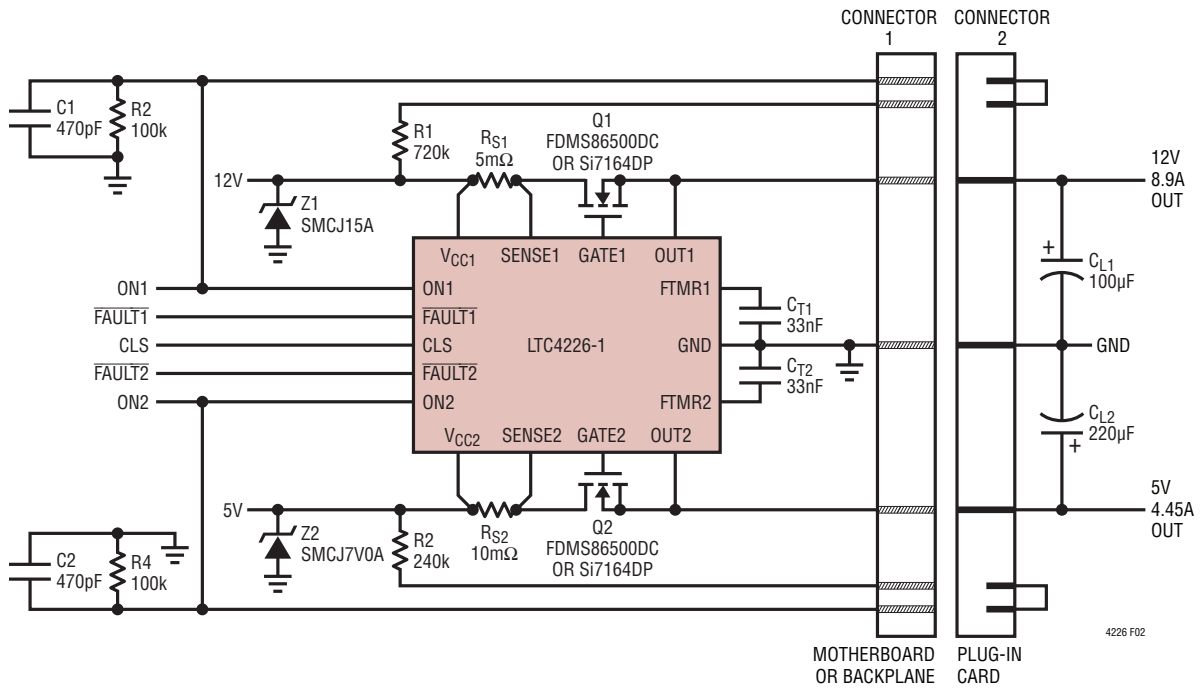 CONNECTOR
1
CONNECTOR
2
C1
470pF
R2
100k
R1
720k
RS1
5mΩ
Q1
FDMS86500DC
OR Si7164DP
12V
Z1
SMCJ15A
12V
8.9A
OUT
VCC1
SENSE1
GATE1
OUT1
ON1
FAULT1
CLS
FAULT2
ON2
ON1
FAULT1
CLS
FAULT2
ON2
LTC4226-1
FTMR1
GND
FTMR2
CT1
33nF
CT2
33nF
+
CL1
100µF
GND
CL2
220µF
+
VCC2
SENSE2
GATE2
OUT2
5V
Z2
SMCJ7V0A
R2
240k
RS2
10mΩ
Q2
FDMS86500DC
OR Si7164DP
5V
4.45A
OUT
C2
470pF
R4
100k
4226 F02
MOTHERBOARD
OR BACKPLANE
PLUG-IN
CARD